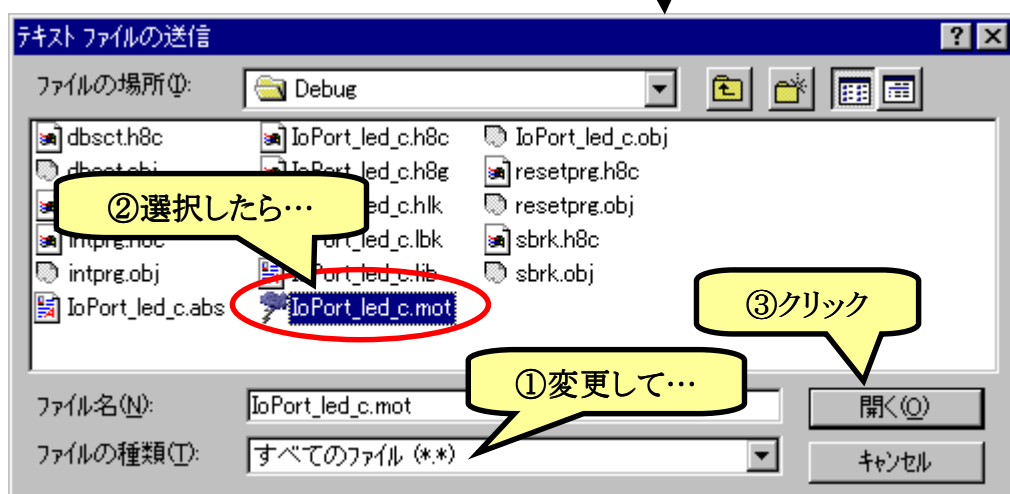 テキスト ファイルの送信
ファイルの場所(I):
Debug
dbsct.h8c
IoPort_led_c.h8c
IoPort_led_c.obj
IoPort_led_c.h8g
resetprg.h8c
②選択したら…
ed_c.hlk
resetprg.obj
ort_led_c.lbk
sbrk.h8c
intprg.obj
sbrk.obj
IoPort_led_c.abs
IoPort_led_c.mot
③クリック
①変更して…
ファイル名(N):
IoPort_led_c.mot
開く(O)
ファイルの種類(T):
すべてのファイル (*.*)
キャンセル